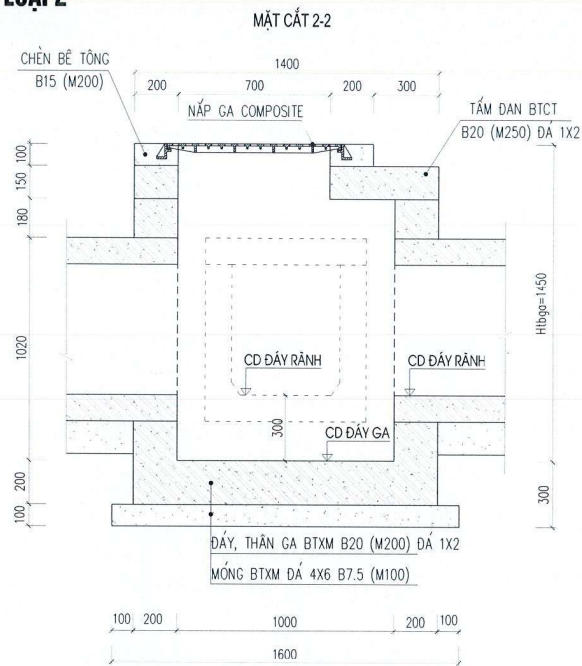 LOẠI 2
MẶT CẮT 2-2
CHÈN BÊ TÔNG
B15 (M200)
1400
200
700
200
300
NẮP GA COMPOSITE
TẤM ĐAN BTCT
B20 (M250) ĐÁ 1X2
100
150
180
1020
200
100
Htbga=1450
300
CD ĐÁY RÃNH
CD ĐÁY RÃNH
300
CD ĐÁY GA
ĐÁY, THÂN GA BTXM B20 (M200) ĐÁ 1X2
MÓNG BTXM ĐÁ 4X6 B7.5 (M100)
100
200
1000
200
100
1600